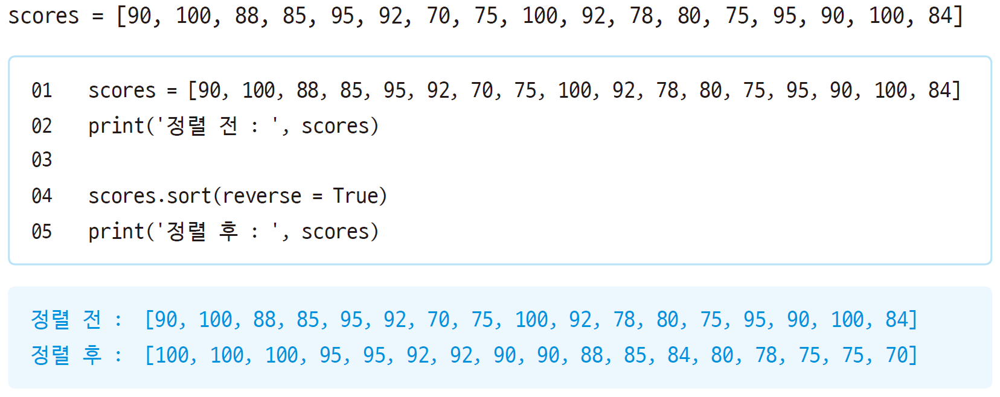 scores = [90, 100, 88, 85, 95, 92, 70, 75, 100, 92, 78, 80, 75, 95, 90, 100, 84]
01 scores = [90, 100, 88, 85, 95, 92, 70, 75, 100, 92, 78, 80, 75, 95, 90, 100, 84]
02 print('정렬 전 : ', scores)
03
04 scores.sort(reverse = True)
05 print('정렬 후 : ', scores)
정렬 전 : [90, 100, 88, 85, 95, 92, 70, 75, 100, 92, 78, 80, 75, 95, 90, 100, 84]
정렬 후 : [100, 100, 100, 95, 95, 92, 92, 90, 90, 88, 85, 84, 80, 78, 75, 75, 70]